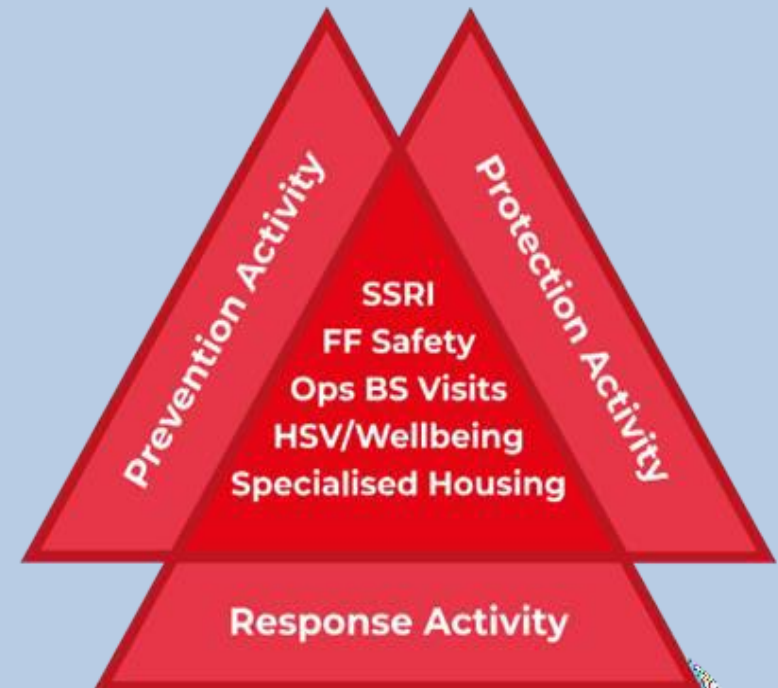 Prevention Activity
Protection Activity
SSRI
FF Safety
Ops BS Visits
HSV/Wellbeing
Specialised Housing
Response Activity